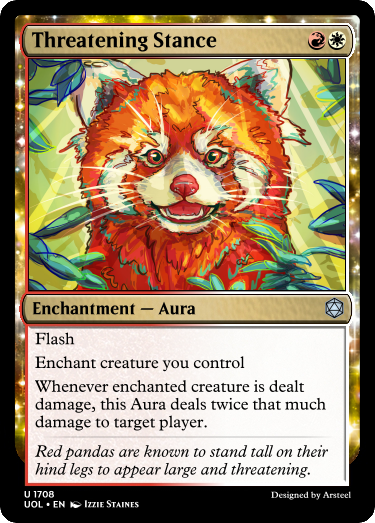 Threatening Stance
Enchantment — Aura
Flash
Enchant creature you control
Whenever enchanted creature is dealt
damage, this Aura deals twice that much
damage to target player.
Red pandas are known to stand tall on their
hind legs to appear large and threatening.
U 1708
UOL • EN Izzie Staines
Designed by Arsteel